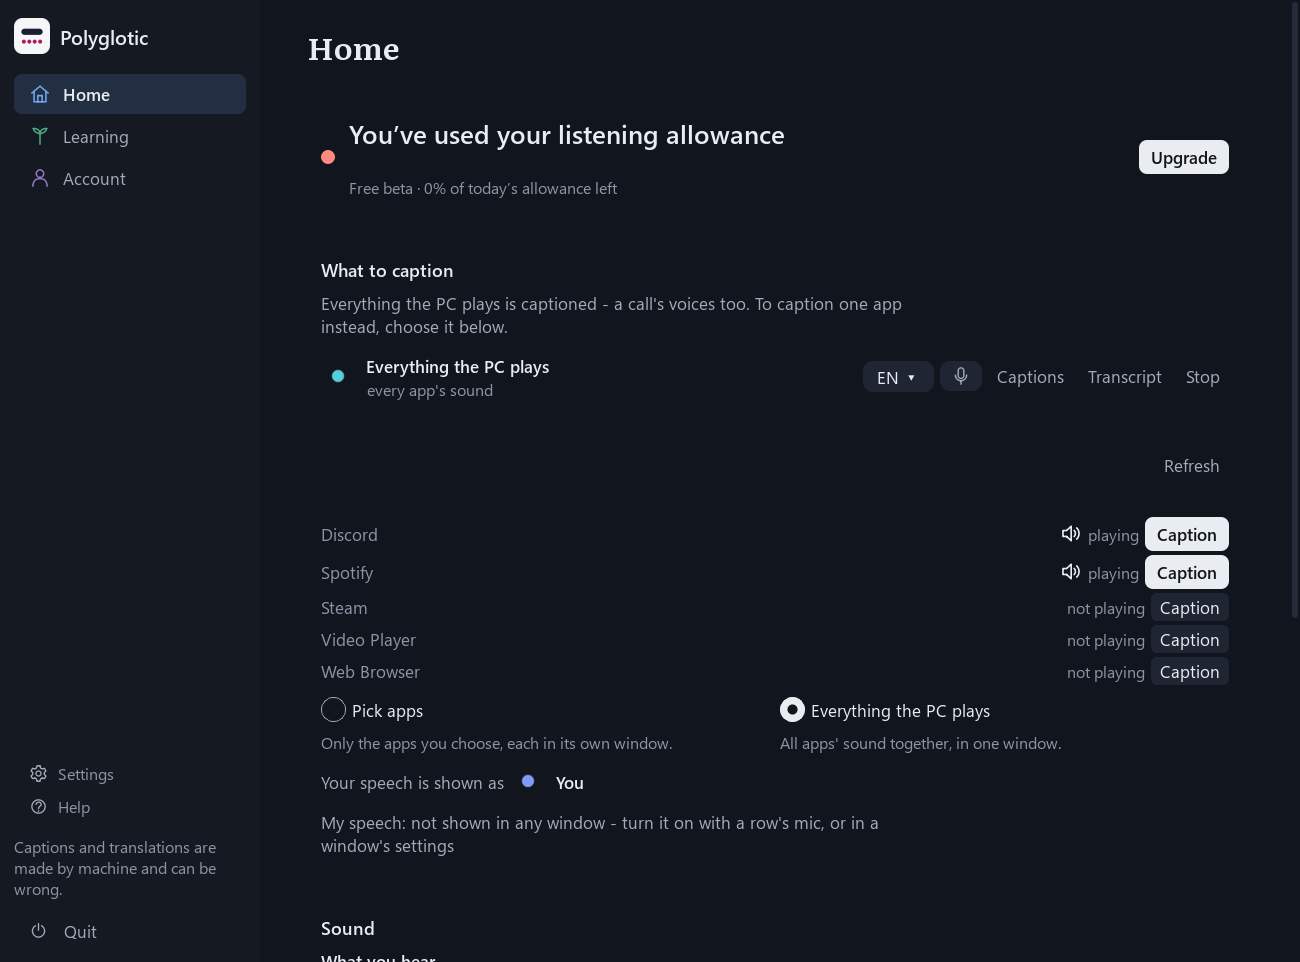 Polyglotic
Home
Learning
Account
Settings
Help
Captions and translations are
made by machine and can be
wrong.
Quit
Home
You’ve used your listening allowance
Free beta · 0% of today’s allowance left
Upgrade
What to caption
Everything the PC plays is captioned - a call's voices too. To caption one app
instead, choose it below.
Everything the PC plays
every app's sound
EN
Captions
Transcript
Stop
Refresh
Discord
playing
Caption
Spotify
playing
Caption
Steam
not playing
Caption
Video Player
not playing
Caption
Web Browser
not playing
Caption
Pick apps
Only the apps you choose, each in its own window.
Everything the PC plays
All apps' sound together, in one window.
Your speech is shown as
You
My speech: not shown in any window - turn it on with a row's mic, or in a
window's settings
Sound
What you hear